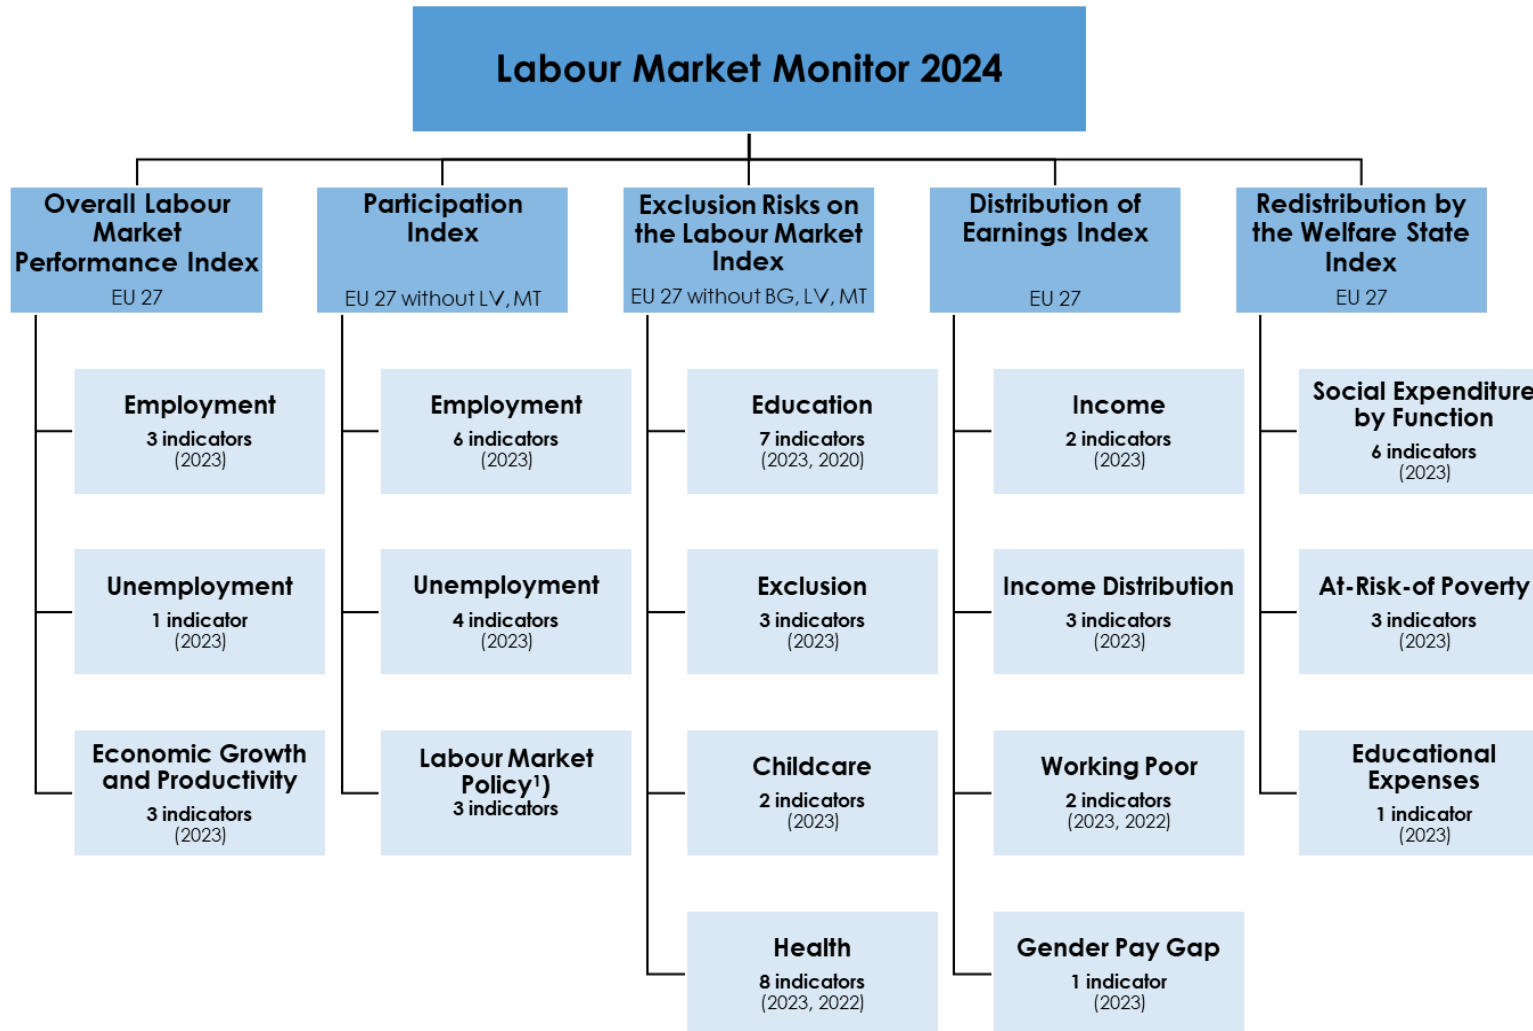 Labour Market Monitor 2024
Overall Labour
Market
Performance Index
EU 27
Employment
3 indicators
(2023)
Unemployment
1 indicator
(2023)
Economic Growth
and Productivity
3 indicators
(2023)
Participation
Index
EU 27 without LV, MT
Employment
6 indicators
(2023)
Unemployment
4 indicators
(2023)
Labour Market
Policy¹)
3 indicators
Exclusion Risks on
the Labour Market
Index
EU 27 without BG, LV, MT
Education
7 indicators
(2023, 2020)
Exclusion
3 indicators
(2023)
Childcare
2 indicators
(2023)
Health
8 indicators
(2023, 2022)
Distribution of
Earnings Index
EU 27
Income
2 indicators
(2023)
Income Distribution
3 indicators
(2023)
Working Poor
2 indicators
(2023, 2022)
Gender Pay Gap
1 indicator
(2023)
Redistribution by
the Welfare State
Index
EU 27
Social Expenditure
by Function
6 indicators
(2023)
At-Risk-of Poverty
3 indicators
(2023)
Educational
Expenses
1 indicator
(2023)